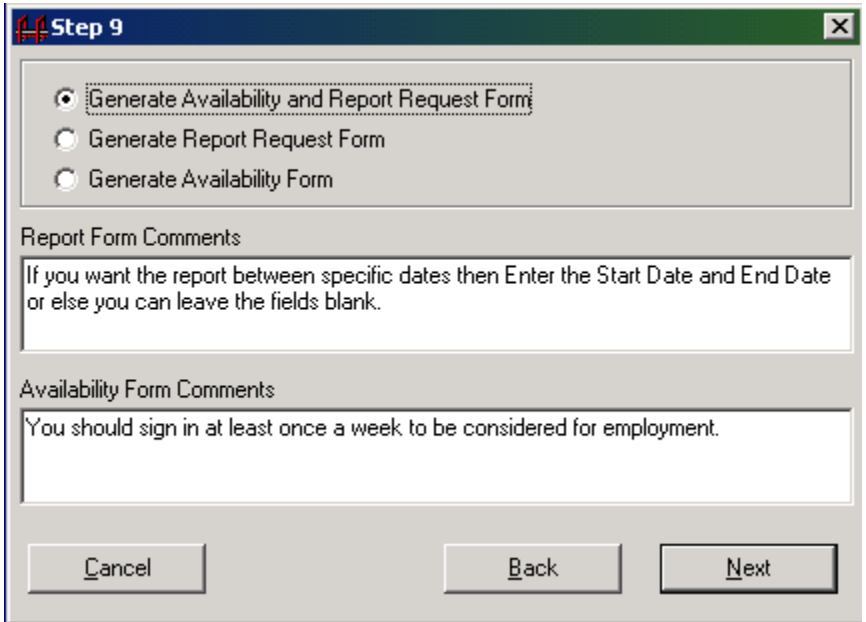 Step 9
Generate Availability and Report Request Form
Generate Report Request Form
Generate Availability Form
Report Form Comments
If you want the report between specific dates then Enter the Start Date and End Date
or else you can leave the fields blank.
Availability Form Comments
You should sign in at least once a week to be considered for employment.
Cancel Back Next